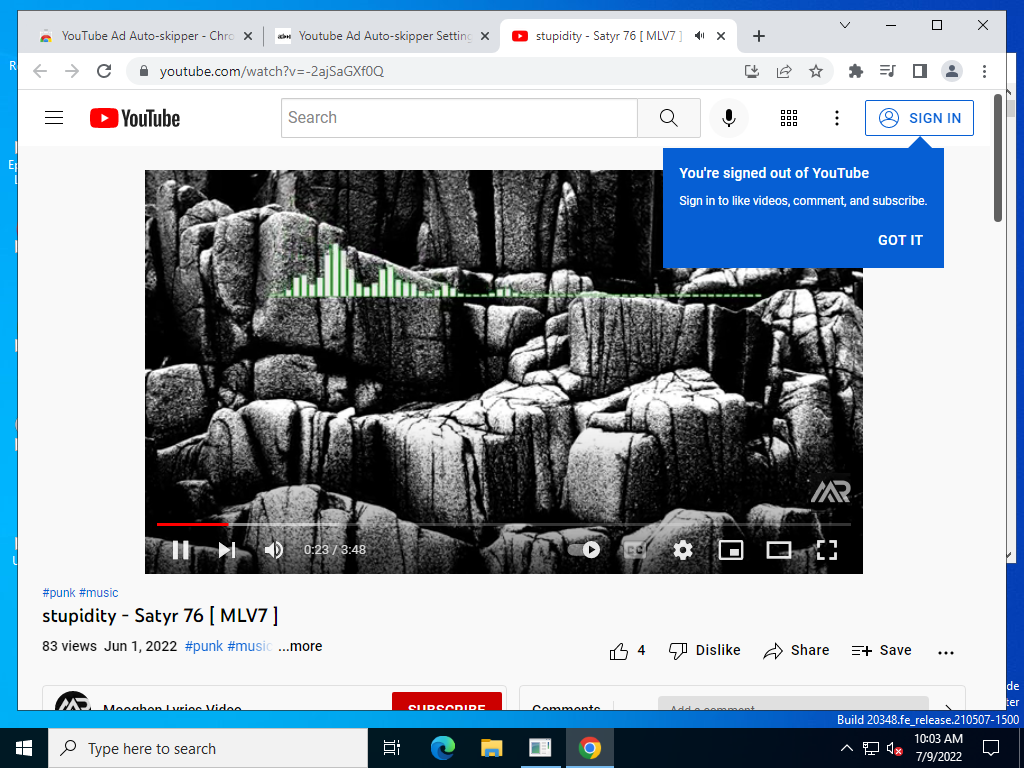 YouTube Ad Auto-skipper - Chro
Youtube Ad Auto-skipper Setting
stupidity - Satyr 76 [ MLV7 ]
youtube.com/watch?v=-2ajSaGXf0Q
YouTube
Search
SIGN IN
You're signed out of YouTube
Sign in to like videos, comment, and subscribe.
GOT IT
MR
0:23 / 3:48
CC
#punk #music
stupidity - Satyr 76 [ MLV7 ]
83 views Jun 1, 2022 #punk #music ...more
4 Dislike Share Save
Mooghen Lyrics Video
SUBSCRIBE
Comments
Add a comment...
Build 20348.fe_release.210507-1500
Type here to search
10:03 AM
7/9/2022